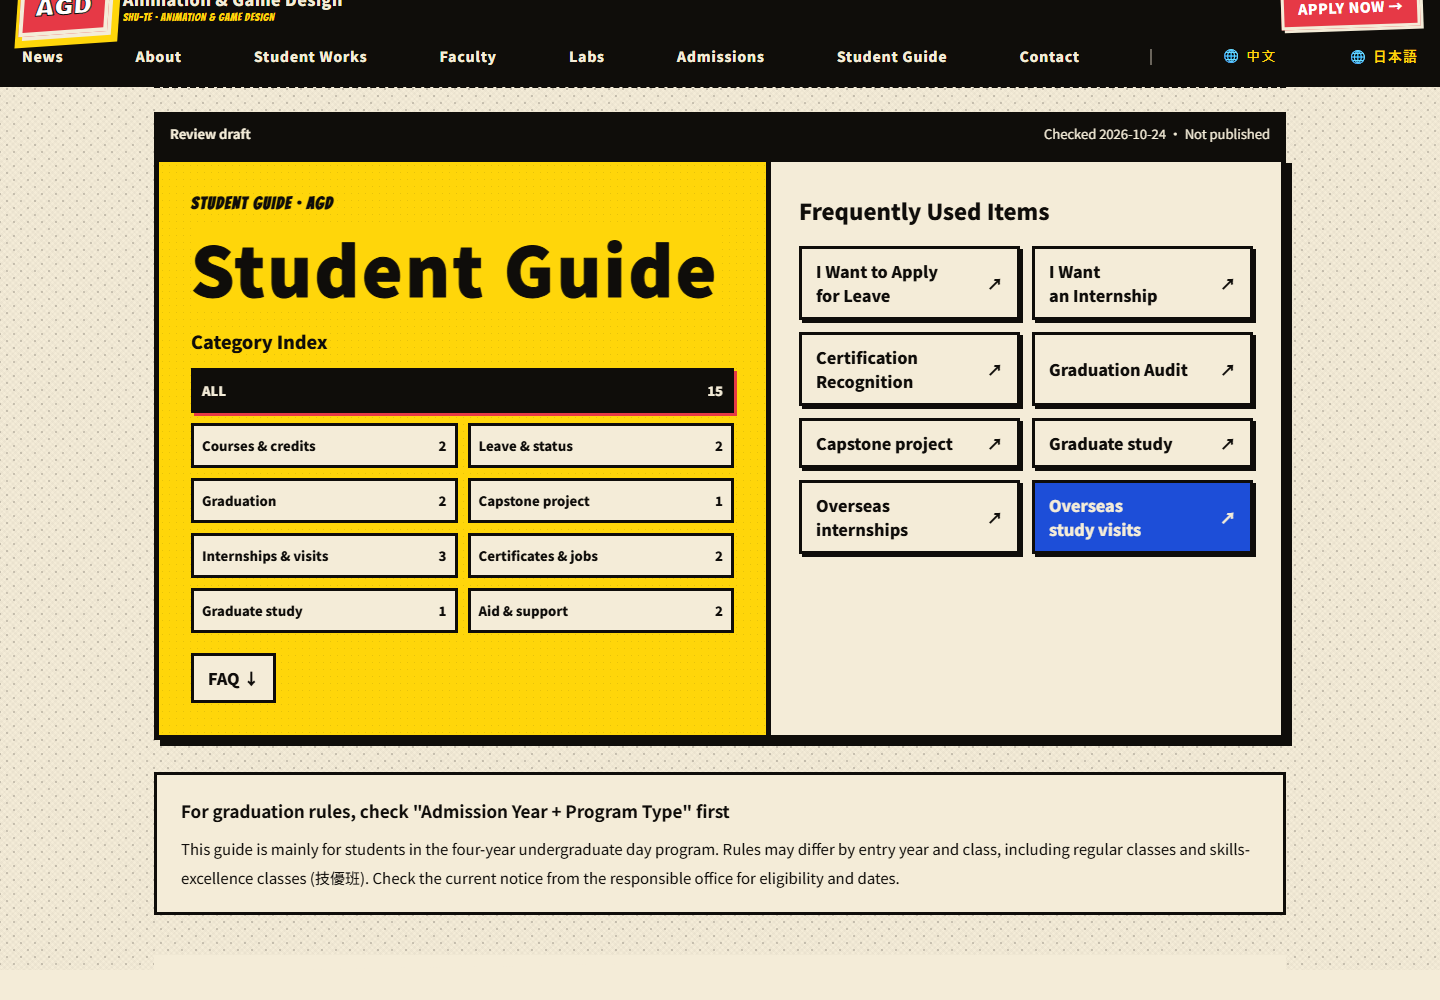 AGD
Animation & Game Design
SHU-TE · ANIMATION & GAME DESIGN
APPLY NOW →
News
About
Student Works
Faculty
Labs
Admissions
Student Guide
Contact
中文
日本語
Review draft
Checked 2026-10-24 • Not published
STUDENT GUIDE · AGD
Student Guide
Category Index
ALL 15
Courses & credits 2
Leave & status 2
Graduation 2
Capstone project 1
Internships & visits 3
Certificates & jobs 2
Graduate study 1
Aid & support 2
FAQ ↓
Frequently Used Items
I Want to Apply
for Leave ↗
I Want
an Internship ↗
Certification
Recognition ↗
Graduation Audit ↗
Capstone project ↗
Graduate study ↗
Overseas
internships ↗
Overseas
study visits ↗
For graduation rules, check "Admission Year + Program Type" first
This guide is mainly for students in the four-year undergraduate day program. Rules may differ by entry year and class, including regular classes and skills-
excellence classes (技優班). Check the current notice from the responsible office for eligibility and dates.